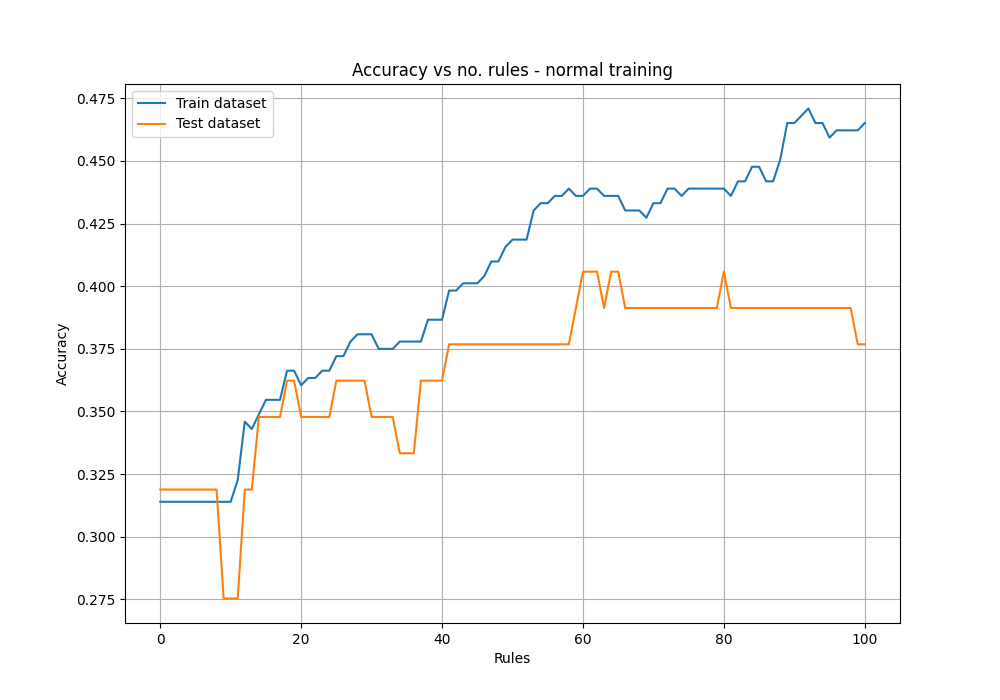 Accuracy vs no. rules - normal training
Train dataset
Test dataset
0.475
0.450
0.425
0.400
0.375
0.350
0.325
0.300
0.275
Accuracy
0 20 40 60 80 100
Rules